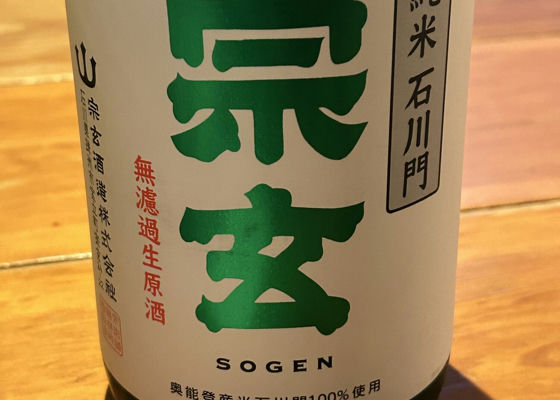 純米 石川門
宗玄
無濾過生原酒
宗玄酒造株式会社
SOGEN
奥能登産米石川門100%使用